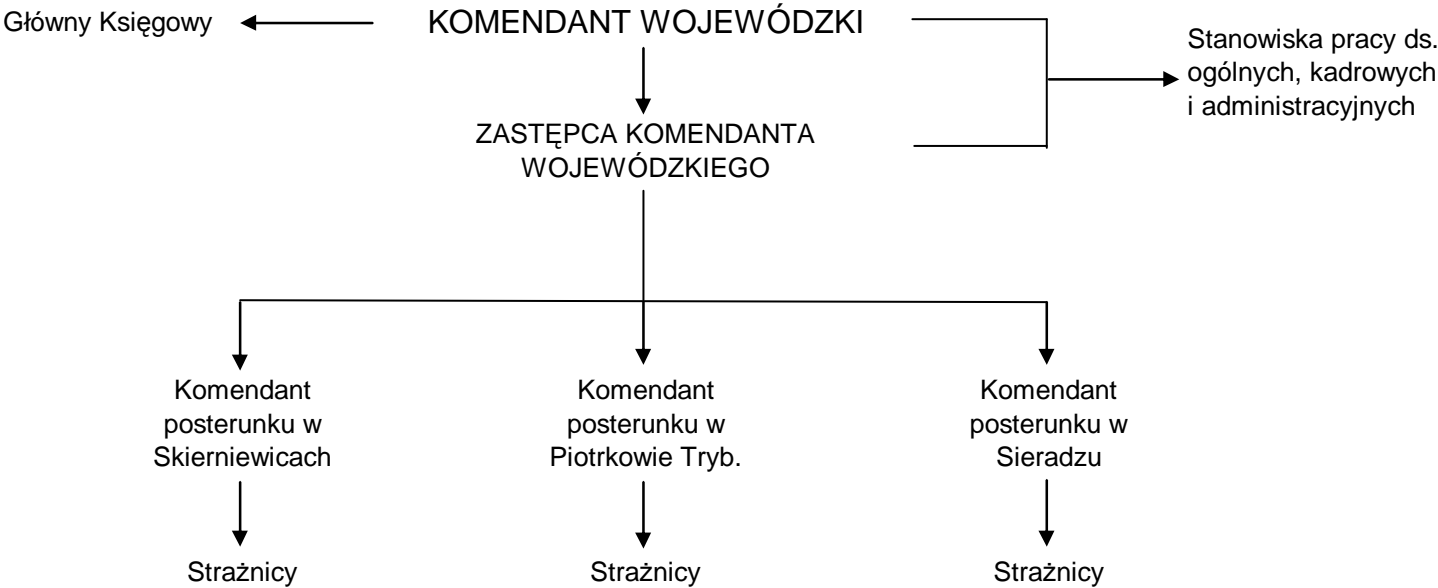 Główny Księgowy
KOMENDANT WOJEWÓDZKI
Stanowiska pracy ds.
ogólnych, kadrowych
i administracyjnych
ZASTĘPCA KOMENDANTA
WOJEWÓDZKIEGO
Komendant
posterunku w
Skierniewicach
Komendant
posterunku w
Piotrkowie Tryb.
Komendant
posterunku w
Sieradzu
Strażnicy
Strażnicy
Strażnicy